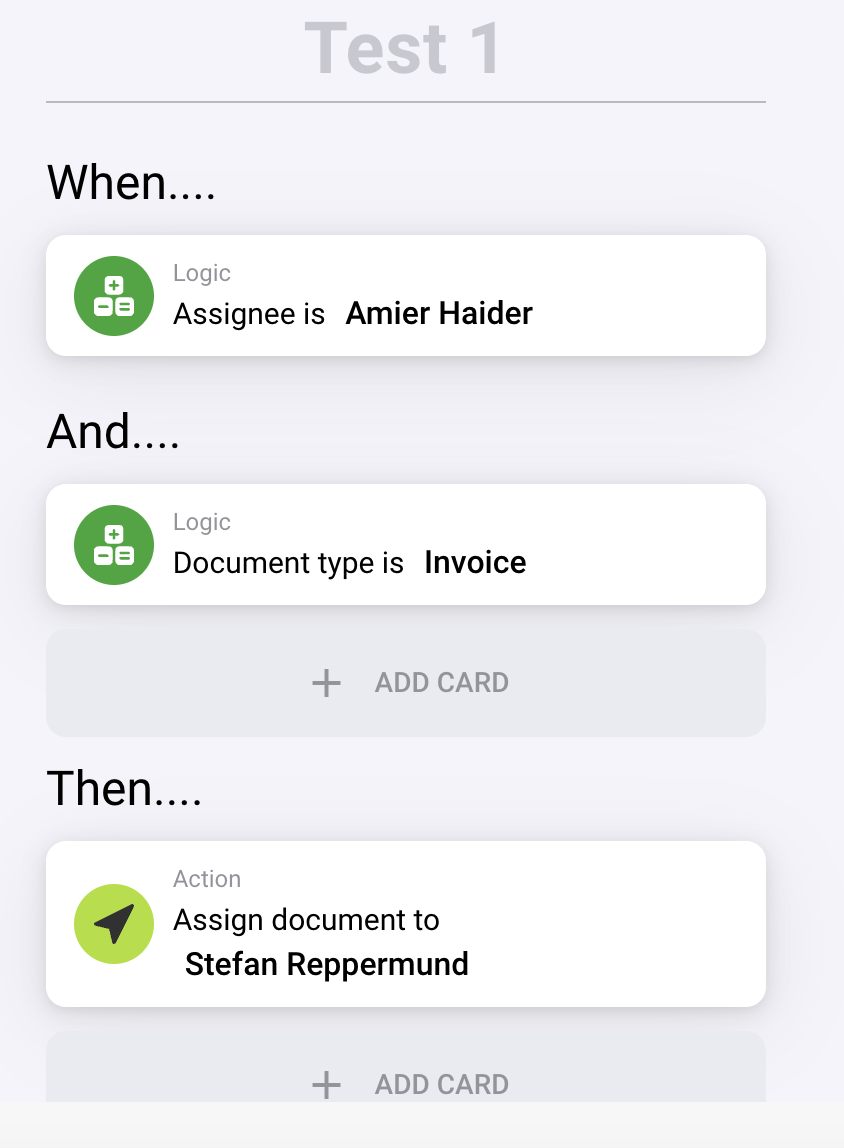 Test 1
When....
Logic
Assignee is Amier Haider
And....
Logic
Document type is Invoice
+ ADD CARD
Then....
Action
Assign document to
Stefan Reppermund
+ ADD CARD